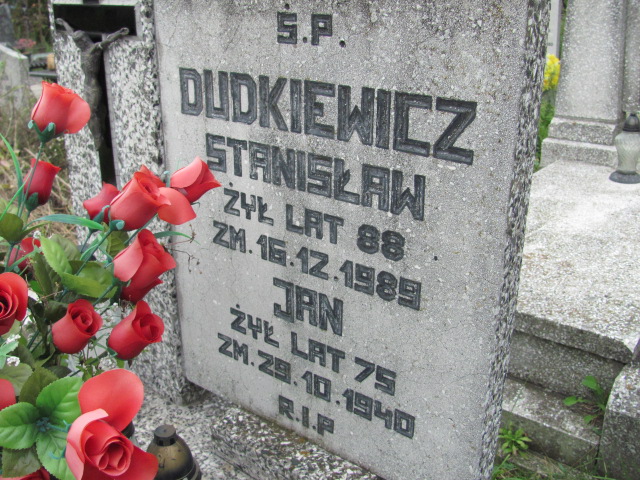 Ś.P.
DUDKIEWICZ
STANISŁAW
ŻYŁ LAT 88
ZM. 16.12.1989
JAN
ŻYŁ LAT 75
ZM. 29.10.1940
R.I.P